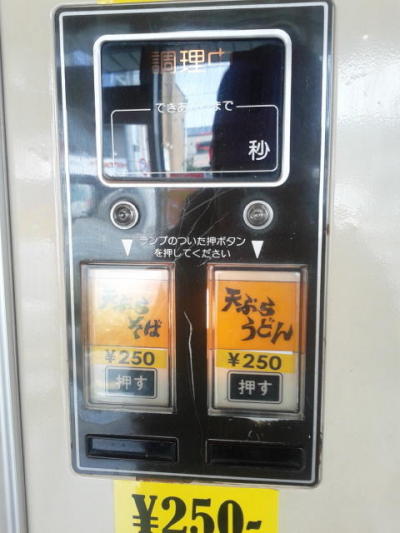 調理中
できあがりまで
秒
ランプのついた押ボタン
を押してください
天ぷら
そば
¥250
押す
天ぷら
うどん
¥250
押す
¥250-